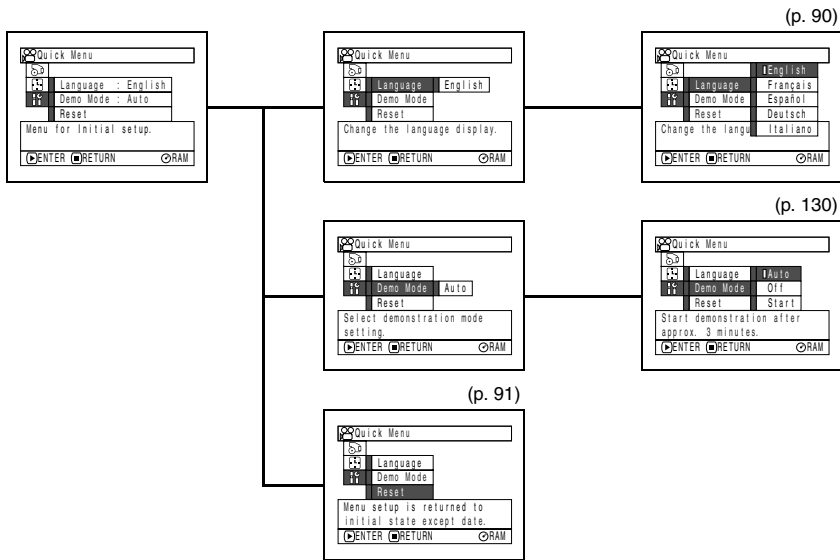 (p. 90)
Quick Menu
Language : English
Demo Mode : Auto
Reset
Menu for Initial setup.
ENTER RETURN RAM
Quick Menu
Language English
Demo Mode
Reset
Change the language display.
ENTER RETURN RAM
Quick Menu
English
Language Français
Demo Mode Español
Reset Deutsch
Change the langu Italiano
ENTER RETURN RAM
(p. 130)
Quick Menu
Language
Demo Mode Auto
Reset
Select demonstration mode
setting.
ENTER RETURN RAM
Quick Menu
Language Auto
Demo Mode Off
Reset Start
Start demonstration after
approx. 3 minutes.
ENTER RETURN RAM
(p. 91)
Quick Menu
Language
Demo Mode
Reset
Menu setup is returned to
initial state except date.
ENTER RETURN RAM